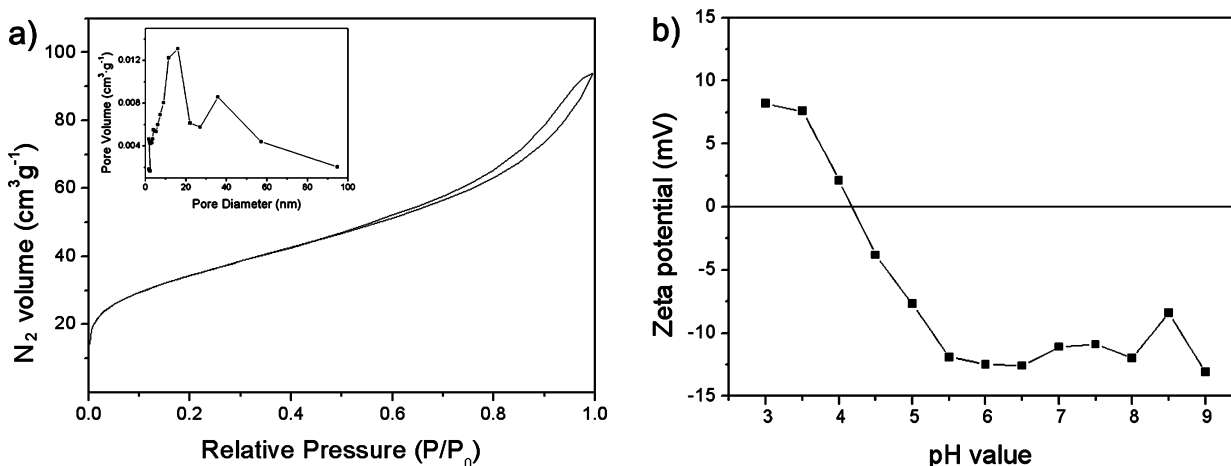 a)
N₂ volume (cm³g⁻¹)
100
80
60
40
20
0.0 0.2 0.4 0.6 0.8 1.0
Relative Pressure (P/P₀)
Pore Volume (cm³·g⁻¹)
0.012
0.008
0.004
0 20 40 60 80 100
Pore Diameter (nm)
b)
Zeta potential (mV)
15
10
5
0
-5
-10
-15
3 4 5 6 7 8 9
pH value